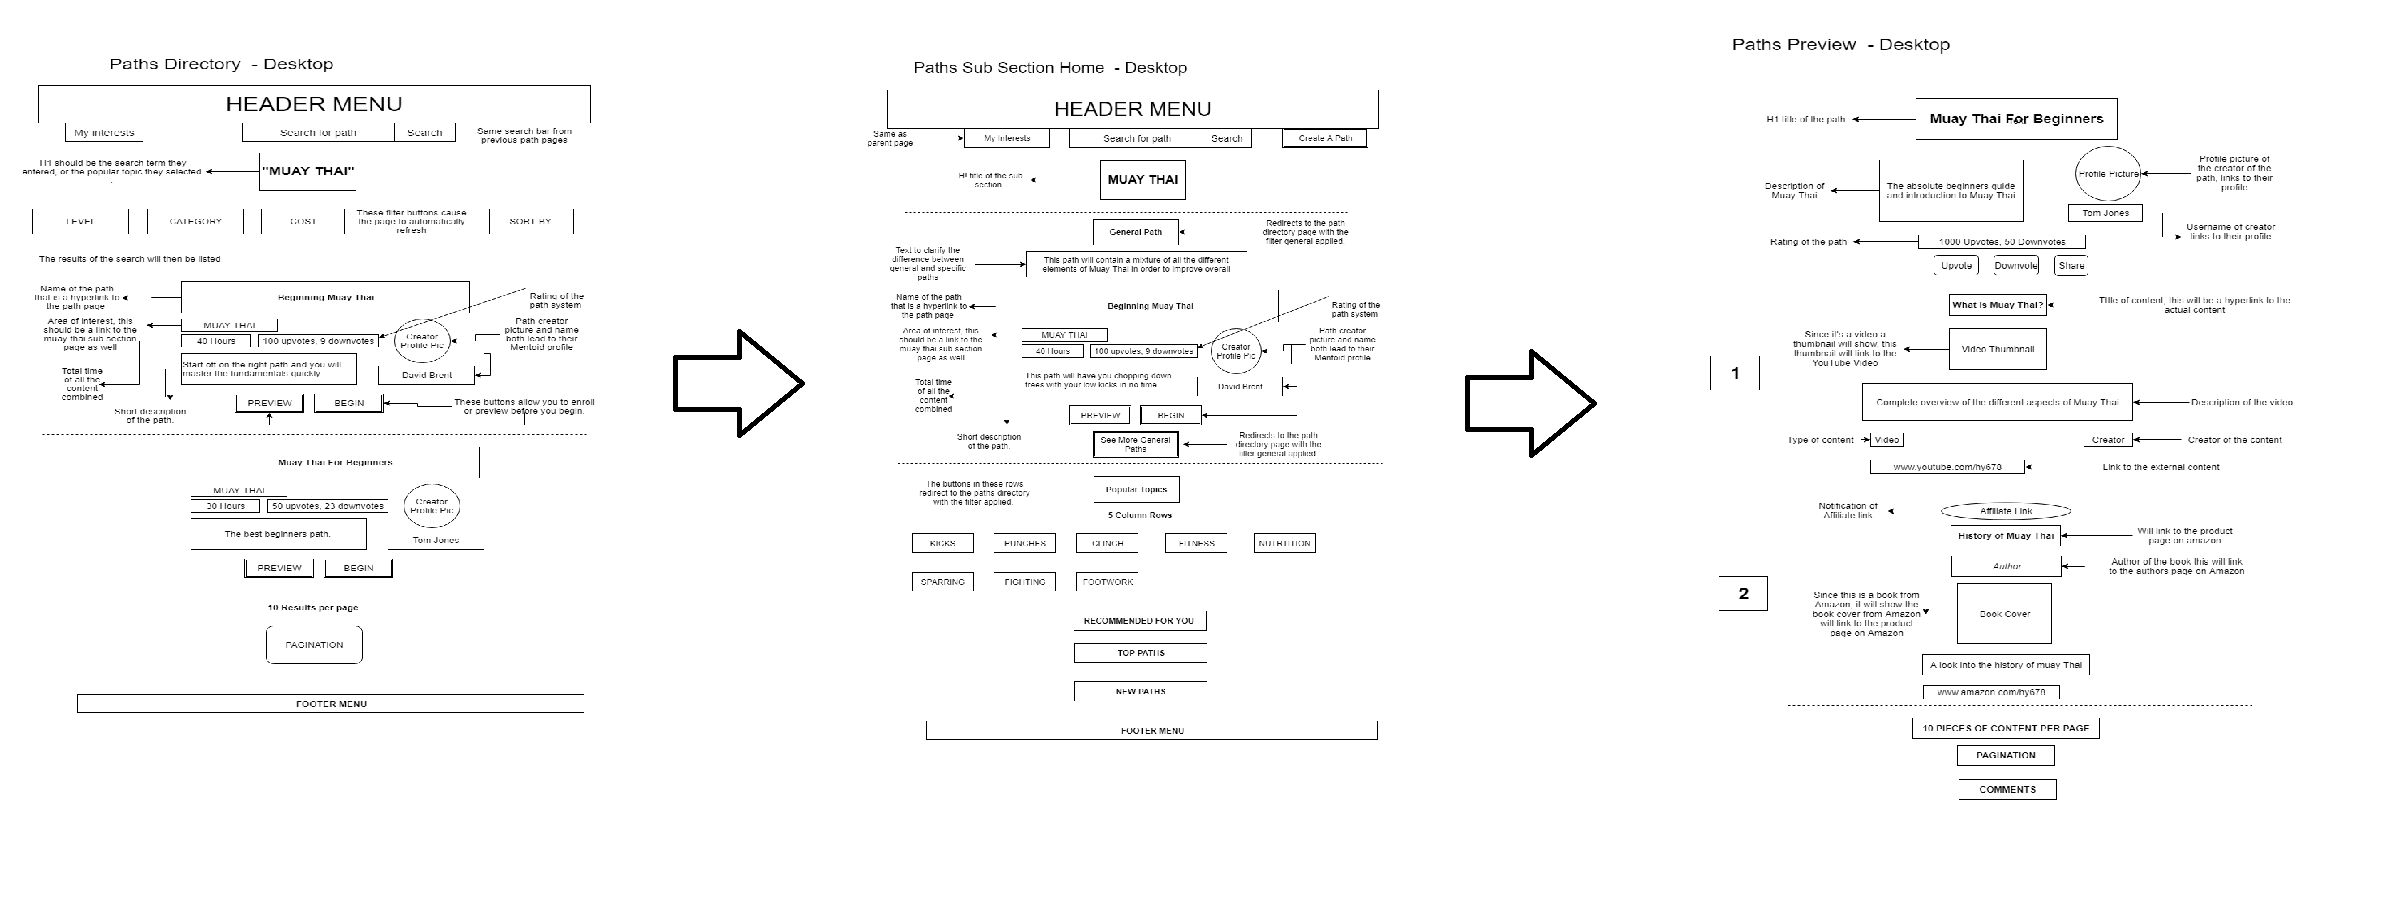 Paths Directory - Desktop
HEADER MENU
My interests
Search for path
Search
Same search bar from
previous path pages
H1 should be the search term they
entered, or the popular topic they selected
.
"MUAY THAI"
LEVEL
CATEGORY
COST
These filter buttons cause
the page to automatically
refresh
SORT BY
The results of the search will then be listed
Name of the path
that is a hyperlink to
the path page
Beginning Muay Thai
Rating of the
path system
Area of interest, this
should be a link to the
muay thai sub section
page as well
MUAY THAI
40 Hours
100 upvotes, 9 downvotes
Creator
Profile Pic
Path creator
picture and name
both lead to their
Mentoid profile
Start off on the right path and you will
master the fundamentals quickly
David Brent
Total time
of all the
content
combined
Short description
of the path.
PREVIEW
BEGIN
These buttons allow you to enroll
or preview before you begin.
Muay Thai For Beginners
MUAY THAI
30 Hours
50 upvotes, 23 downvotes
Creator
Profile Pic
The best beginners path.
Tom Jones
PREVIEW
BEGIN
10 Results per page
PAGINATION
FOOTER MENU
Paths Sub Section Home - Desktop
HEADER MENU
Same as
parent page
My Interests
Search for path
Search
Create A Path
H! title of the sub
section
MUAY THAI
General Path
Redirects to the path
directory page with the
filter general applied.
Text to clarify the
difference between
general and specific
paths
This path will contain a mixture of all the different
elements of Muay Thai in order to improve overall
Name of the path
that is a hyperlink to
the path page
Beginning Muay Thai
Rating of the
path system
Area of interest, this
should be a link to the
muay thai sub section
page as well
MUAY THAI
40 Hours
100 upvotes, 9 downvotes
Creator
Profile Pic
Path creator
picture and name
both lead to their
Mentoid profile
This path will have you chopping down
trees with your low kicks in no time
David Brent
Total time
of all the
content
combined
PREVIEW
BEGIN
Short description
of the path.
See More General
Paths
Redirects to the path
directory page with the
filter general applied
The buttons in these rows
redirect to the paths directory
with the filter applied.
Popular Topics
5 Column Rows
KICKS
PUNCHES
CLINCH
FITNESS
NUTRITION
SPARRING
FIGHTING
FOOTWORK
RECOMMENDED FOR YOU
TOP PATHS
NEW PATHS
FOOTER MENU
Paths Preview - Desktop
H1 title of the path
Muay Thai For Beginners
Description of
Muay Thai
The absolute beginners guide
and introduction to Muay Thai
Profile Picture
Profile picture of
the creator of the
path, links to their
profile
Tom Jones
Username of creator
links to their profile
Rating of the path
1000 Upvotes, 50 Downvotes
Upvote
Downvote
Share
What is Muay Thai?
TItle of content, this will be a hyperlink to the
actual content
1
Since it's a video a
thumbnail will show, this
thumbnail will link to the
YouTube Video
Video Thumbnail
Complete overview of the different aspects of Muay Thai
Description of the video
Type of content
Video
Creator
Creator of the content
www.youtube.com/hy678
Link to the external content
Notification of
Affiliate link
Affiliate Link
History of Muay Thai
Will link to the product
page on amazon
Author
Author of the book this will link
to the authors page on Amazon
2
Since this is a book from
Amazon, it will show the
book cover from Amazon
will link to the product
page on Amazon
Book Cover
A look into the history of muay Thai
www.amazon.com/hy678
10 PIECES OF CONTENT PER PAGE
PAGINATION
COMMENTS